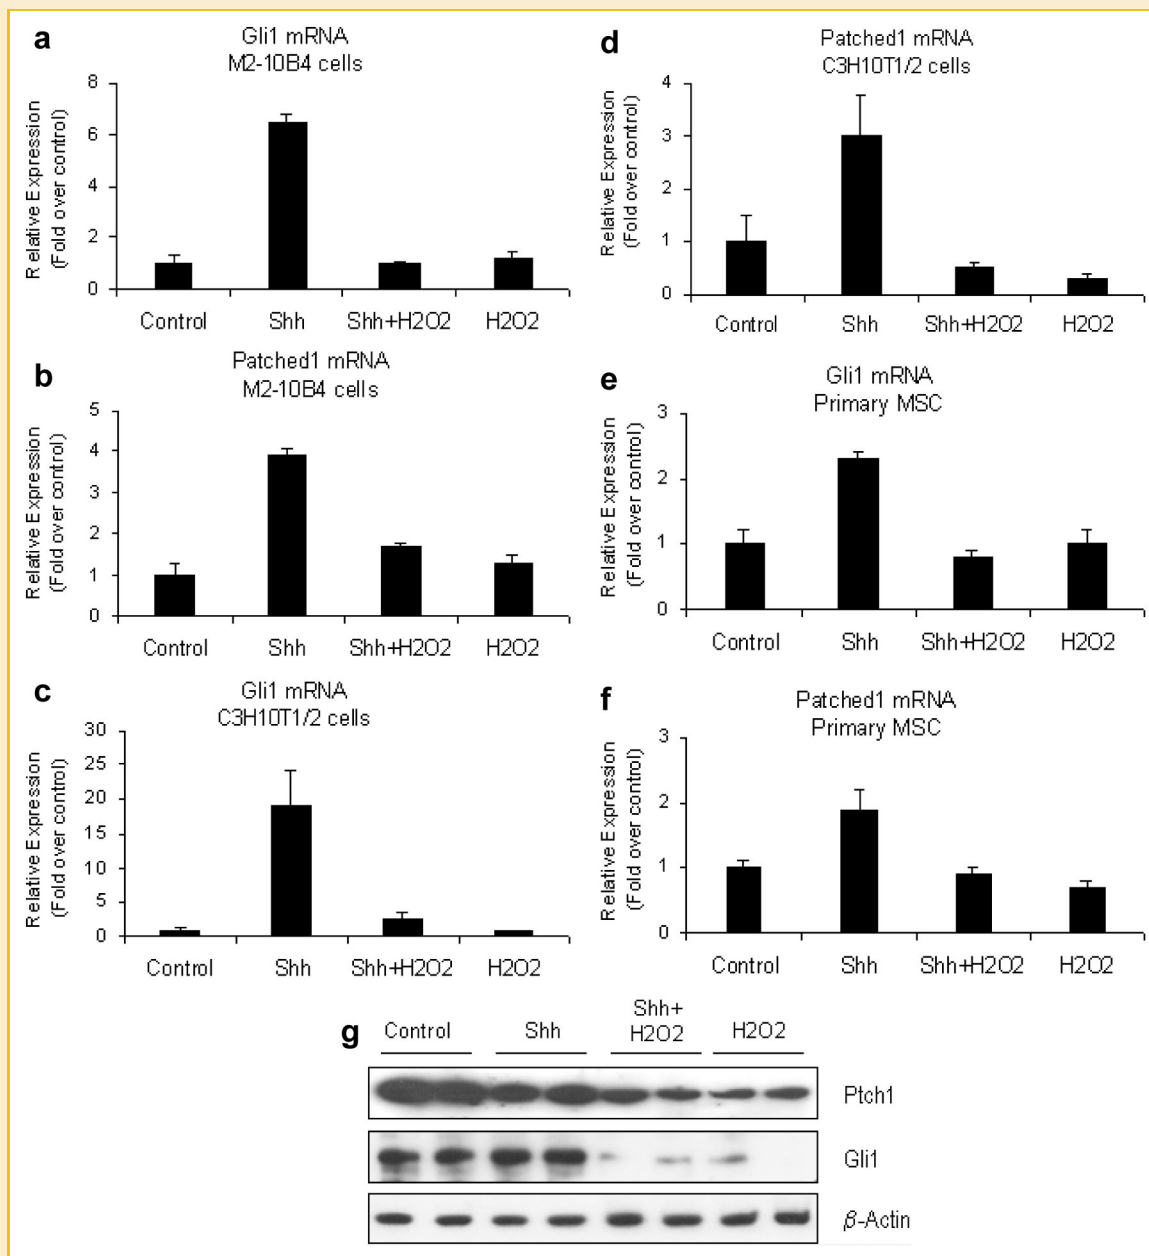 a
Gli1 mRNA
M2-10B4 cells
Relative Expression
(Fold over control)
8
6
4
2
0
Control Shh Shh+H2O2 H2O2
b
Patched1 mRNA
M2-10B4 cells
Relative Expression
(Fold over control)
5
4
3
2
1
0
Control Shh Shh+H2O2 H2O2
c
Gli1 mRNA
C3H10T1/2 cells
Relative Expression
(Fold over control)
30
25
20
15
10
5
0
Control Shh Shh+H2O2 H2O2
d
Patched1 mRNA
C3H10T1/2 cells
Relative Expression
(Fold over control)
4
3
2
1
0
Control Shh Shh+H2O2 H2O2
e
Gli1 mRNA
Primary MSC
Relative Expression
(Fold over control)
3
2
1
0
Control Shh Shh+H2O2 H2O2
f
Patched1 mRNA
Primary MSC
Relative Expression
(Fold over control)
3
2
1
0
Control Shh Shh+H2O2 H2O2
g
Control Shh Shh+
H2O2 H2O2
Ptch1
Gli1
β-Actin